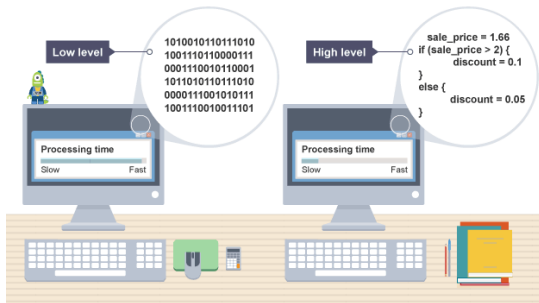 Low level
1010010110111010
1001110110000111
0001110010110001
1011010110111010
0000111001010111
1001110010011101
Processing time
Slow Fast
High level
sale_price = 1.66
if (sale_price > 2) {
discount = 0.1
}
else {
discount = 0.05
}
Processing time
Slow Fast